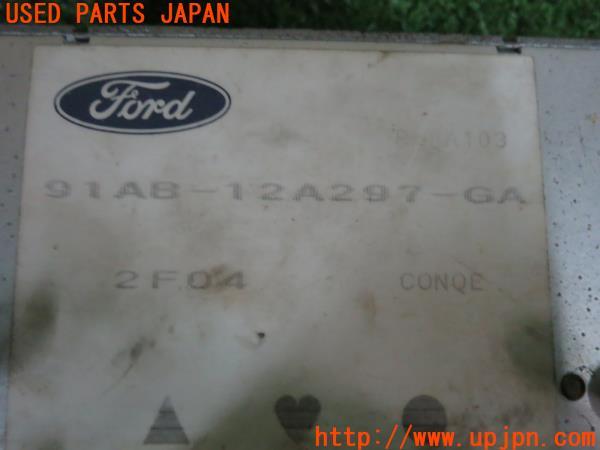 USED PARTS JAPAN
Ford
91AB-12A297-GA
2F04
CONQE
http://www.upjpn.com